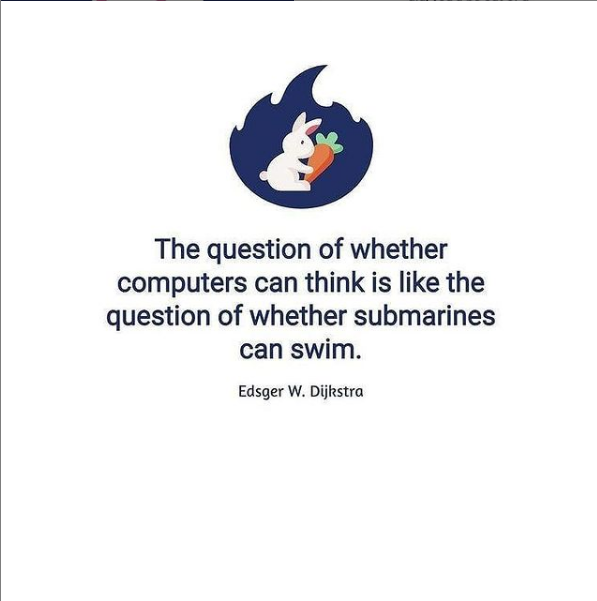 The question of whether
computers can think is like the
question of whether submarines
can swim.
Edsger W. Dijkstra